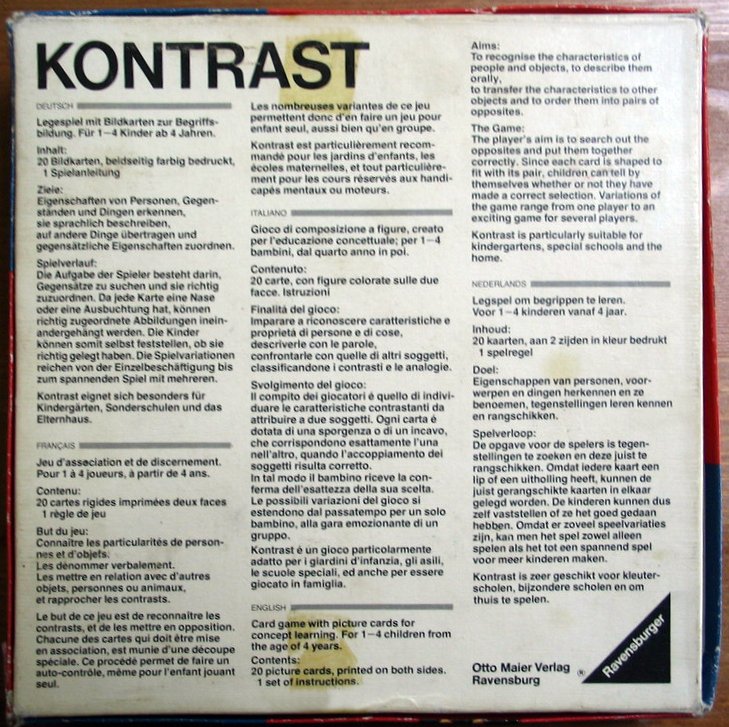 KONTRAST
DEUTSCH
Legespiel mit Bildkarten zur Begriffs-
bildung. Für 1–4 Kinder ab 4 Jahren.
Inhalt:
20 Bildkarten, beidseitig farbig bedruckt,
1 Spielanleitung
Ziele:
Eigenschaften von Personen, Gegen-
ständen und Dingen erkennen,
sie sprachlich beschreiben,
auf andere Dinge übertragen und
gegensätzliche Eigenschaften zuordnen.
Spielverlauf:
Die Aufgabe der Spieler besteht darin,
Gegensätze zu suchen und sie richtig
zuzuordnen. Da jede Karte eine Nase
oder eine Ausbuchtung hat, können
richtig zugeordnete Abbildungen inein-
andergehängt werden. Die Kinder
können somit selbst feststellen, ob sie
richtig gelegt haben. Die Spielvariationen
reichen von der Einzelbeschäftigung bis
zum spannenden Spiel mit mehreren.
Kontrast eignet sich besonders für
Kindergärten, Sonderschulen und das
Elternhaus.
FRANÇAIS
Jeu d'association et de discernement.
Pour 1 à 4 joueurs, à partir de 4 ans.
Contenu:
20 cartes rigides imprimées deux faces
1 règle de jeu
But du jeu:
Connaître les particularités de person-
nes et d'objets.
Les dénommer verbalement.
Les mettre en relation avec d'autres
objets, personnes ou animaux,
et rapprocher les contrasts.
Le but de ce jeu est de reconnaître les
contrasts, et de les mettre en opposition.
Chacune des cartes qui doit être mise
en association, est munie d'une découpe
spéciale. Ce procédé permet de faire un
auto-contrôle, même pour l'enfant jouant
seul.
Les nombreuses variantes de ce jeu
permettent donc d'en faire un jeu pour
enfant seul, aussi bien qu'en groupe.
Kontrast est particulièrement recom-
mandé pour les jardins d'enfants, les
écoles maternelles, et tout particulière-
ment pour les cours réservés aux handi-
capés mentaux ou moteurs.
ITALIANO
Gioco di composizione a figure, creato
per l'educazione concettuale; per 1–4
bambini, dal quarto anno in poi.
Contenuto:
20 carte, con figure colorate sulle due
facce. Istruzioni
Finalità del gioco:
Imparare a riconoscere caratteristiche e
proprietà di persone e di cose,
descriverle con le parole,
confrontarle con quelle di altri soggetti,
classificandone i contrasti e le analogie.
Svolgimento del gioco:
Il compito dei giocatori é quello di indivi-
duare le caratteristiche contrastanti da
attribuire a due soggetti. Ogni carta é
dotata di una sporgenza o di un incavo,
che corrispondono esattamente l'una
nell'altro, quando l'accoppiamento dei
soggetti risulta corretto.
In tal modo il bambino riceve la con-
ferma dell'esattezza della sua scelta.
Le possibili variazioni del gioco si
estendono dal passatempo per un solo
bambino, alla gara emozionante di un
gruppo.
Kontrast é un gioco particolarmente
adatto per i giardini d'infanzia, gli asili,
le scuole speciali, ed anche per essere
giocato in famiglia.
ENGLISH
Card game with picture cards for
concept learning. For 1–4 children from
the age of 4 years.
Contents:
20 picture cards, printed on both sides.
1 set of instructions.
Aims:
To recognise the characteristics of
people and objects, to describe them
orally,
to transfer the characteristics to other
objects and to order them into pairs of
opposites.
The Game:
The player's aim is to search out the
opposites and put them together
correctly. Since each card is shaped to
fit with its pair, children can tell by
themselves whether or not they have
made a correct selection. Variations of
the game range from one player to an
exciting game for several players.
Kontrast is particularly suitable for
kindergartens, special schools and the
home.
NEDERLANDS
Legspel om begrippen te leren.
Voor 1–4 kinderen vanaf 4 jaar.
Inhoud:
20 kaarten, aan 2 zijden in kleur bedrukt
1 spelregel
Doel:
Eigenschappen van personen, voor-
werpen en dingen herkennen en ze
benoemen, tegenstellingen leren kennen
en rangschikken.
Spelverloop:
De opgave voor de spelers is tegen-
stellingen te zoeken en deze juist te
rangschikken. Omdat iedere kaart een
lip of een uitholling heeft, kunnen de
juist gerangschikte kaarten in elkaar
gelegd worden. De kinderen kunnen dus
zelf vaststellen of ze het goed gedaan
hebben. Omdat er zoveel speelvariaties
zijn, kan men het spel zowel alleen
spelen als het tot een spannend spel
voor meer kinderen maken.
Kontrast is zeer geschikt voor kleuter-
scholen, bijzondere scholen en om
thuis te spelen.
Otto Maier Verlag
Ravensburg
®
Ravensburger